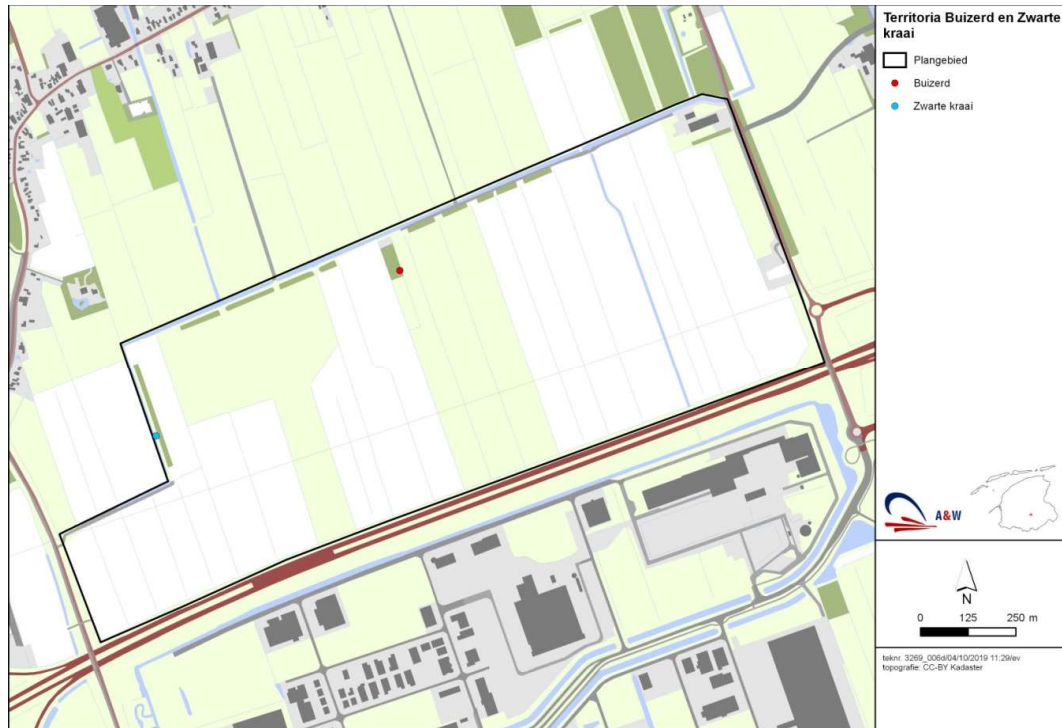 Territoria Buizerd en Zwarte
kraai
Plangebied
Buizerd
Zwarte kraai
A&W
N
0 125 250 m
teknr. 3269_006d/04/10/2019 11:29/ev
topografie: CC-BY Kadaster